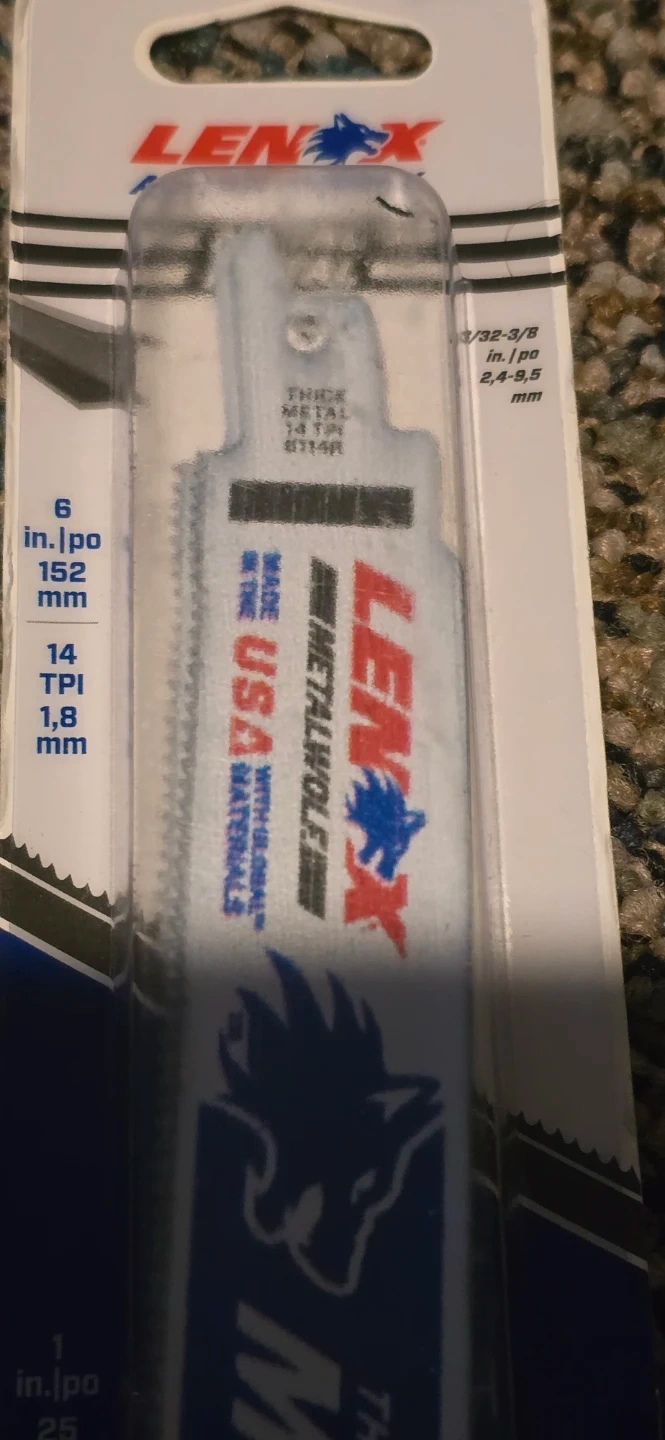 LENOX
3/32-3/8
in. | po
2,4-9,5
mm
THICK
METAL
14 TPI
6114R
6
in.|po
152
mm
14
TPI
1,8
mm
LENOX
METALWOLF
MADE
IN THE
USA
WITH GLOBAL
MATERIALS
1
in.|po
25